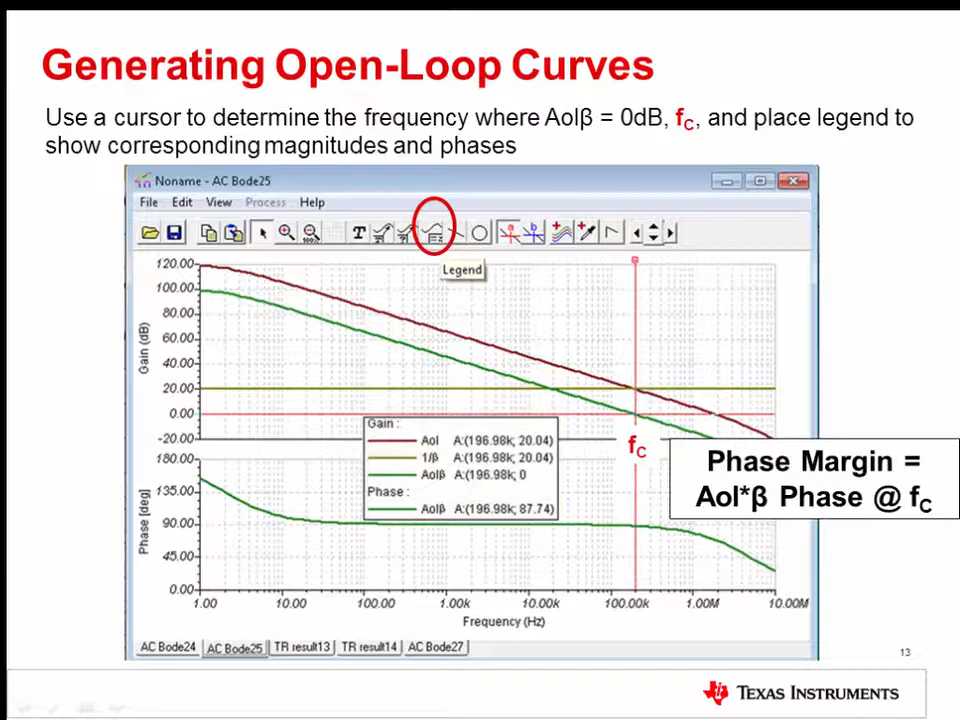 Generating Open-Loop Curves
Use a cursor to determine the frequency where Aolβ = 0dB, fC, and place legend to
show corresponding magnitudes and phases
Noname - AC Bode25
File Edit View Process Help
T
a b
Legend
120.00
100.00
80.00
60.00
40.00
20.00
0.00
-20.00
Gain (dB)
a
Gain :
Aol A:(196.98k; 20.04)
1/β A:(196.98k; 20.04)
Aolβ A:(196.98k; 0
Phase :
Aolβ A:(196.98k; 87.74)
fC
Phase Margin =
Aol*β Phase @ fC
180.00
135.00
90.00
45.00
0.00
Phase [deg]
1.00 10.00 100.00 1.00k 10.00k 100.00k 1.00M 10.00M
Frequency (Hz)
AC Bode24 AC Bode25 TR result13 TR result14 AC Bode27
13
TEXAS INSTRUMENTS